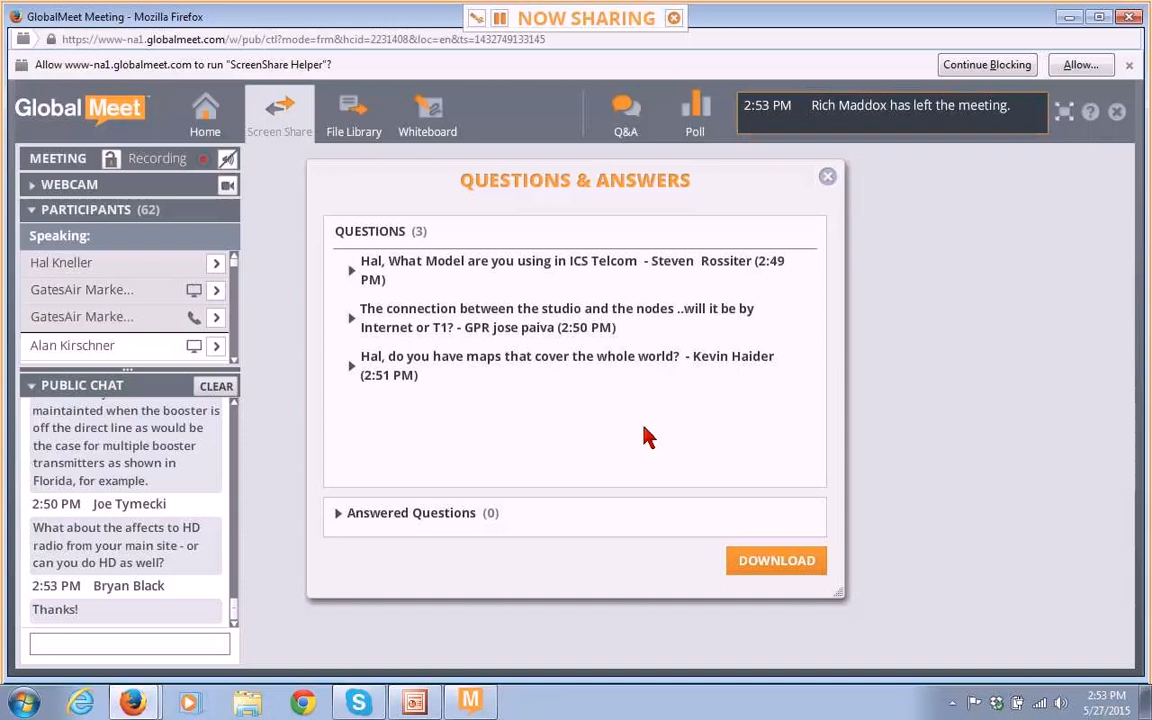 GlobalMeet Meeting - Mozilla Firefox
NOW SHARING
https://www-na1.globalmeet.com/w/pub/ctl?mode=frm&hcid=2231408&loc=en&ts=1432749133145
Allow www-na1.globalmeet.com to run "ScreenShare Helper"?
Continue Blocking
Allow...
Global Meet
Home
Screen Share
File Library
Whiteboard
Q&A
Poll
2:53 PM Rich Maddox has left the meeting.
MEETING
Recording
WEBCAM
PARTICIPANTS (62)
Speaking:
Hal Kneller
GatesAir Marke...
GatesAir Marke...
Alan Kirschner
PUBLIC CHAT
CLEAR
maintainted when the booster is
off the direct line as would be
the case for multiple booster
transmitters as shown in
Florida, for example.
2:50 PM Joe Tymecki
What about the affects to HD
radio from your main site - or
can you do HD as well?
2:53 PM Bryan Black
Thanks!
QUESTIONS & ANSWERS
QUESTIONS (3)
Hal, What Model are you using in ICS Telcom - Steven Rossiter (2:49
PM)
The connection between the studio and the nodes ..will it be by
Internet or T1? - GPR jose paiva (2:50 PM)
Hal, do you have maps that cover the whole world? - Kevin Haider
(2:51 PM)
Answered Questions (0)
DOWNLOAD
2:53 PM
5/27/2015